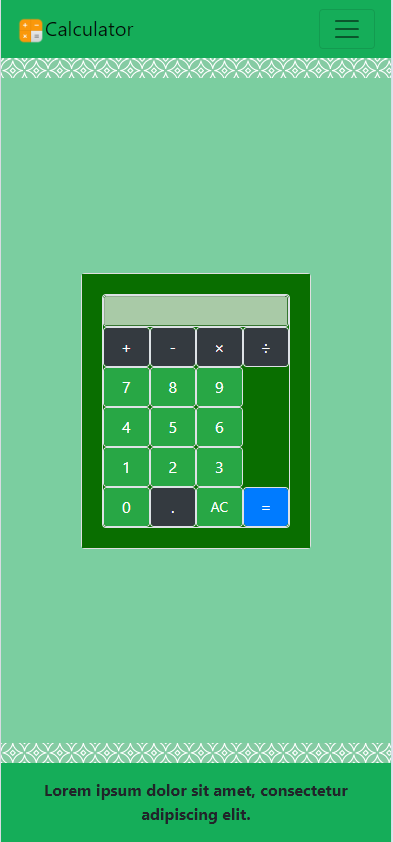 Calculator
+ - × ÷
7 8 9
4 5 6
1 2 3
0 . AC =
Lorem ipsum dolor sit amet, consectetur
adipiscing elit.